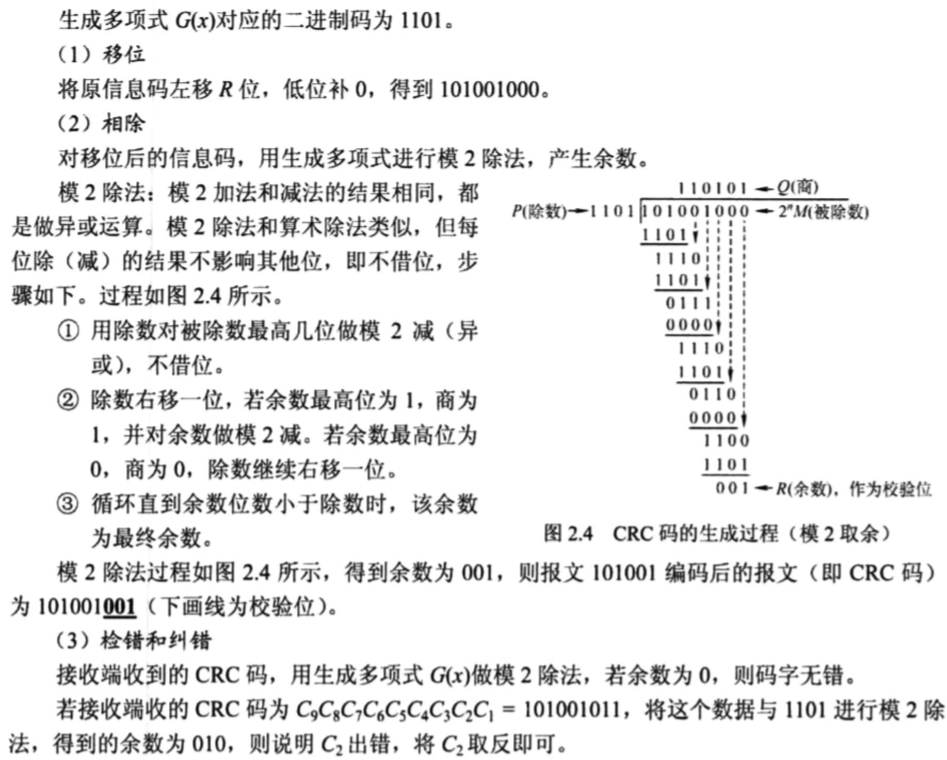 生成多项式 G(x)对应的二进制码为 1101。
（1）移位
将原信息码左移 R 位，低位补 0，得到 101001000。
（2）相除
对移位后的信息码，用生成多项式进行模 2 除法，产生余数。
模 2 除法：模 2 加法和减法的结果相同，都
是做异或运算。模 2 除法和算术除法类似，但每
位除（减）的结果不影响其他位，即不借位，步
骤如下。过程如图 2.4 所示。
① 用除数对被除数最高几位做模 2 减（异
或），不借位。
② 除数右移一位，若余数最高位为 1，商为
1，并对余数做模 2 减。若余数最高位为
0，商为 0，除数继续右移一位。
③ 循环直到余数位数小于除数时，该余数
为最终余数。
110101 Q(商)
P(除数) 1101 101001000 2ⁿM(被除数)
1101
1110
1101
0111
0000
1110
1101
0110
0000
1100
1101
001 R(余数)，作为校验位
图 2.4 CRC 码的生成过程（模 2 取余）
模 2 除法过程如图 2.4 所示，得到余数为 001，则报文 101001 编码后的报文（即 CRC 码）
为 101001001（下画线为校验位）。
（3）检错和纠错
接收端收到的 CRC 码，用生成多项式 G(x)做模 2 除法，若余数为 0，则码字无错。
若接收端收的 CRC 码为 C₉C₈C₇C₆C₅C₄C₃C₂C₁ = 101001011，将这个数据与 1101 进行模 2 除
法，得到的余数为 010，则说明 C₂出错，将 C₂取反即可。